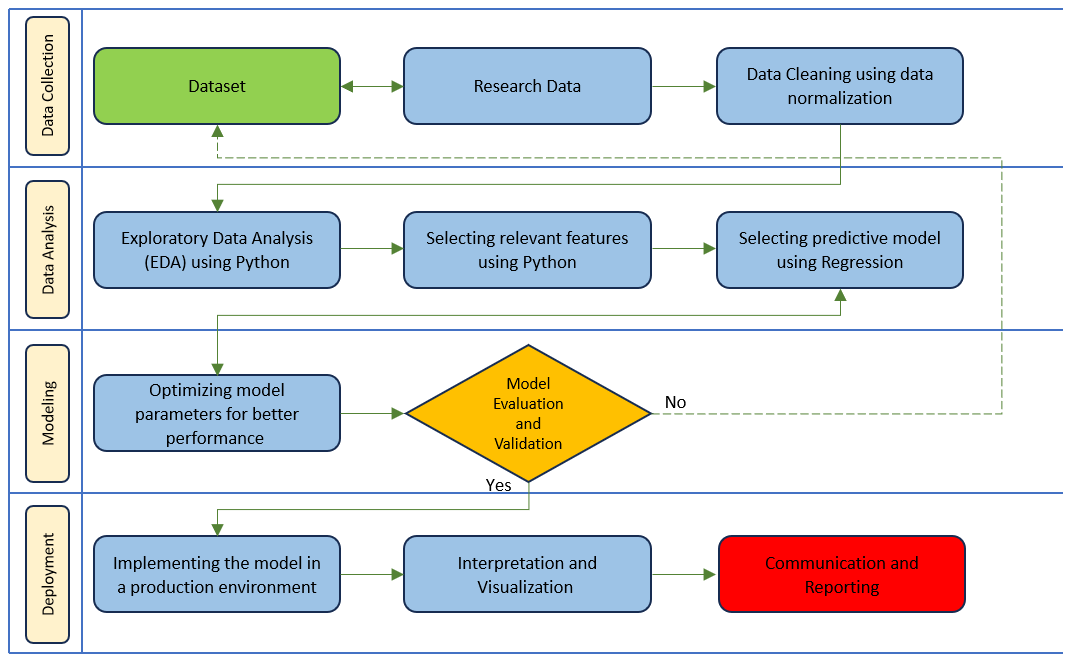 Data Collection
Dataset
Research Data
Data Cleaning using data
normalization
Data Analysis
Exploratory Data Analysis
(EDA) using Python
Selecting relevant features
using Python
Selecting predictive model
using Regression
Modeling
Optimizing model
parameters for better
performance
Model
Evaluation
and
Validation
No
Yes
Deployment
Implementing the model in
a production environment
Interpretation and
Visualization
Communication and
Reporting